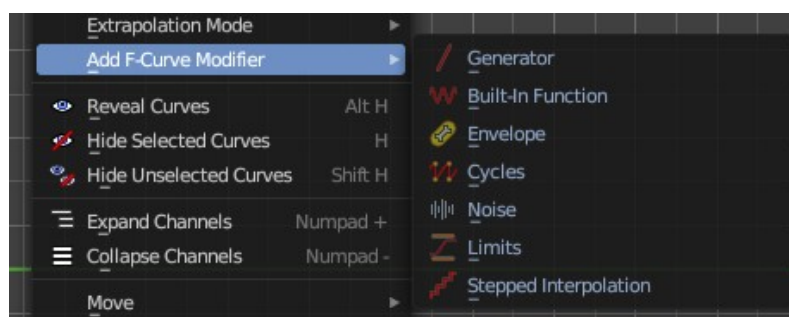 Extrapolation Mode
Add F-Curve Modifier
Reveal Curves Alt H
Hide Selected Curves H
Hide Unselected Curves Shift H
Expand Channels Numpad +
Collapse Channels Numpad -
Move
Generator
Built-In Function
Envelope
Cycles
Noise
Limits
Stepped Interpolation